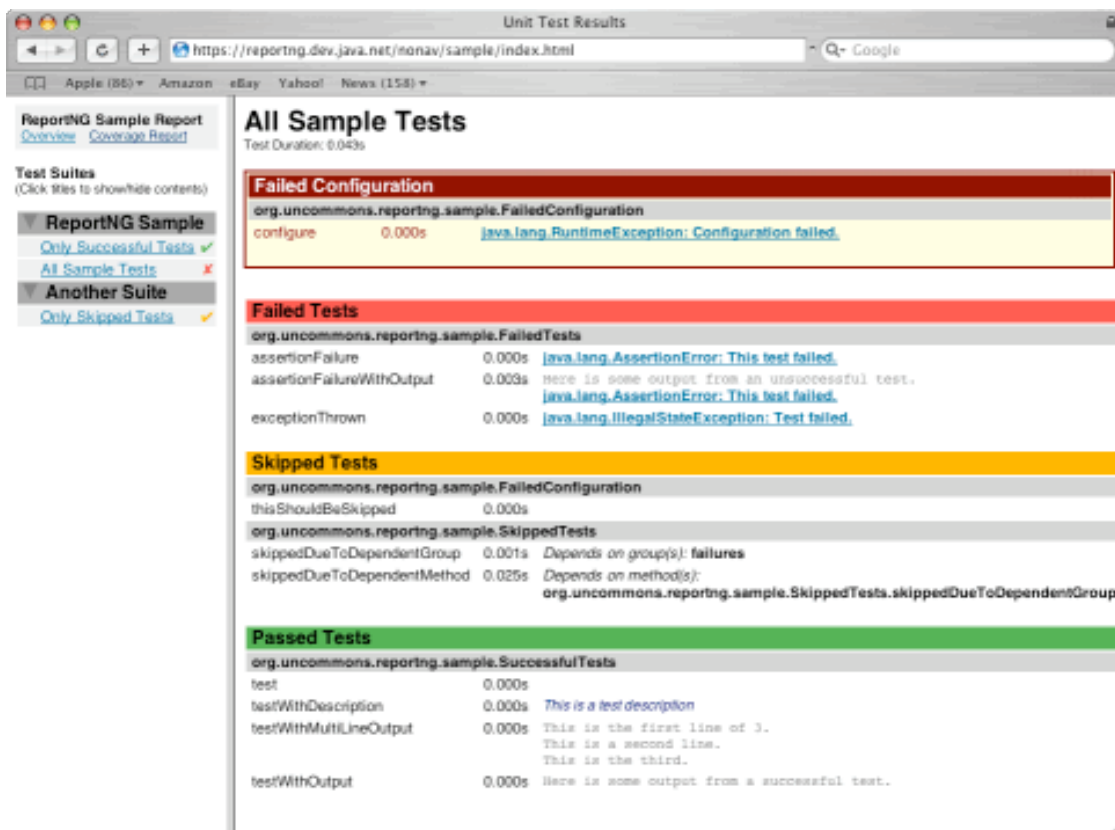 Unit Test Results
https://reportng.dev.java.net/nonav/sample/index.html
Google
Apple (86) Amazon eBay Yahoo! News (158)
ReportNG Sample Report
Overview Coverage Report
Test Suites
(Click titles to show/hide contents)
ReportNG Sample
Only Successful Tests
All Sample Tests
Another Suite
Only Skipped Tests
All Sample Tests
Test Duration: 0.043s
Failed Configuration
org.uncommons.reportng.sample.FailedConfiguration
configure 0.000s java.lang.RuntimeException: Configuration failed.
Failed Tests
org.uncommons.reportng.sample.FailedTests
assertionFailure 0.000s java.lang.AssertionError: This test failed.
assertionFailureWithOutput 0.003s Here is some output from an unsuccessful test.
java.lang.AssertionError: This test failed.
exceptionThrown 0.000s java.lang.IllegalStateException: Test failed.
Skipped Tests
org.uncommons.reportng.sample.FailedConfiguration
thisShouldBeSkipped 0.000s
org.uncommons.reportng.sample.SkippedTests
skippedDueToDependentGroup 0.001s Depends on group(s): failures
skippedDueToDependentMethod 0.025s Depends on method(s):
org.uncommons.reportng.sample.SkippedTests.skippedDueToDependentGroup
Passed Tests
org.uncommons.reportng.sample.SuccessfulTests
test 0.000s
testWithDescription 0.000s This is a test description
testWithMultiLineOutput 0.000s This is the first line of 3.
This is a second line.
This is the third.
testWithOutput 0.000s Here is some output from a successful test.